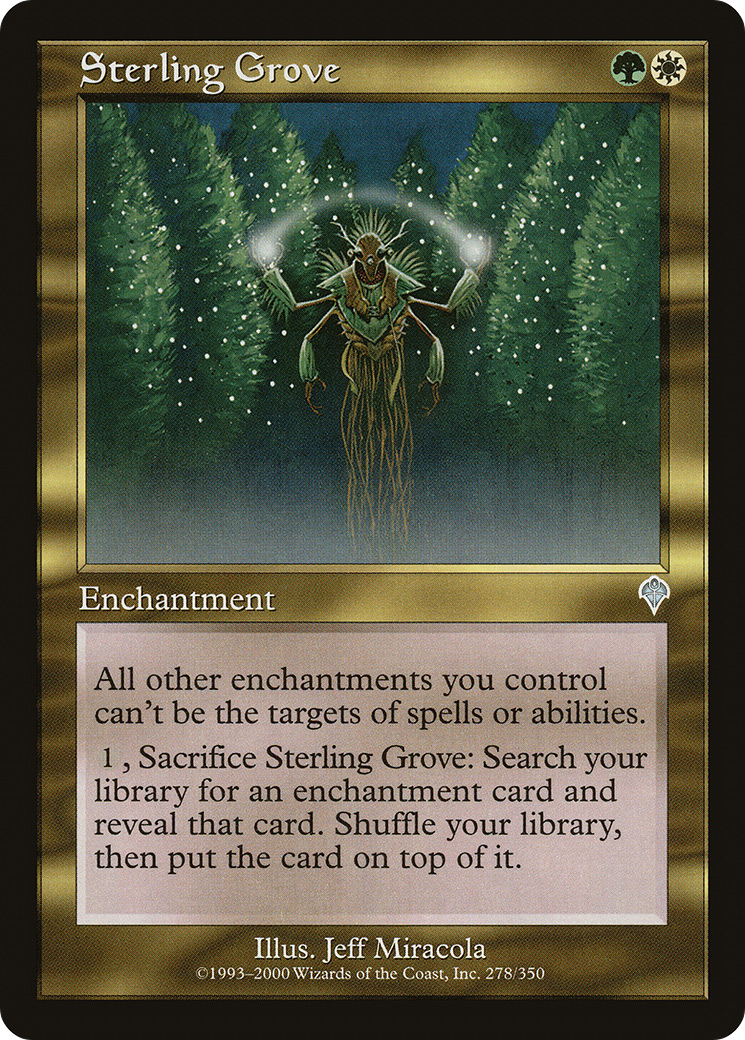 Sterling Grove
Enchantment
All other enchantments you control
can't be the targets of spells or abilities.
1, Sacrifice Sterling Grove: Search your
library for an enchantment card and
reveal that card. Shuffle your library,
then put the card on top of it.
Illus. Jeff Miracola
©1993–2000 Wizards of the Coast, Inc. 278/350